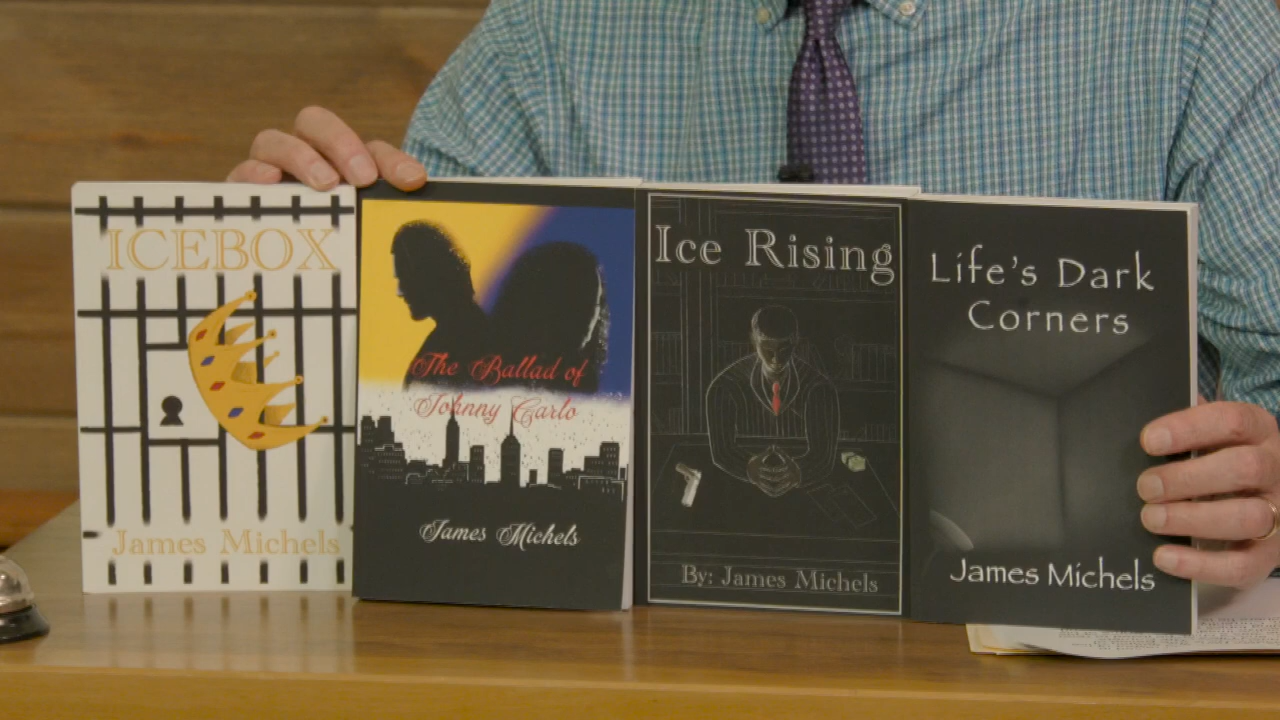 ICEBOX
James Michels
The Ballad of
Johnny Carlo
James Michels
Ice Rising
By: James Michels
Life's Dark
Corners
James Michels